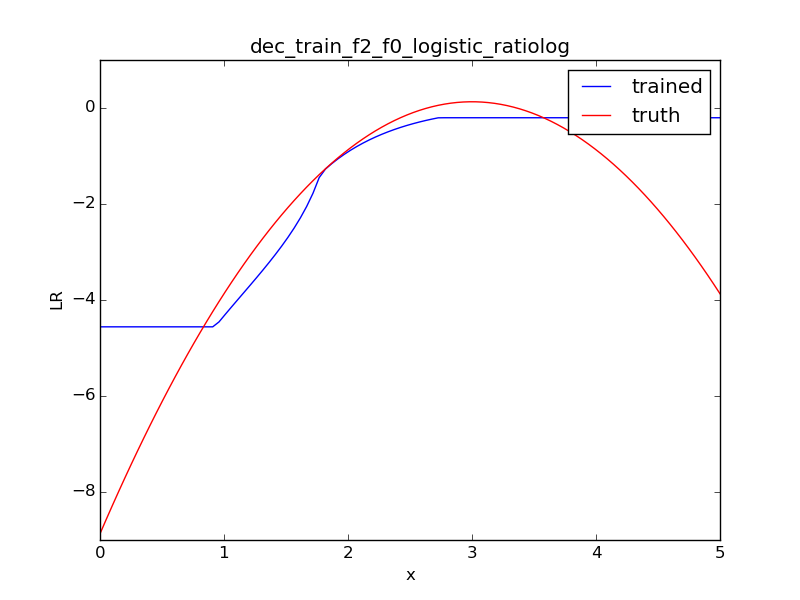 dec_train_f2_f0_logistic_ratiolog
trained
truth
0
−2
−4
−6
−8
LR
0 1 2 3 4 5
x